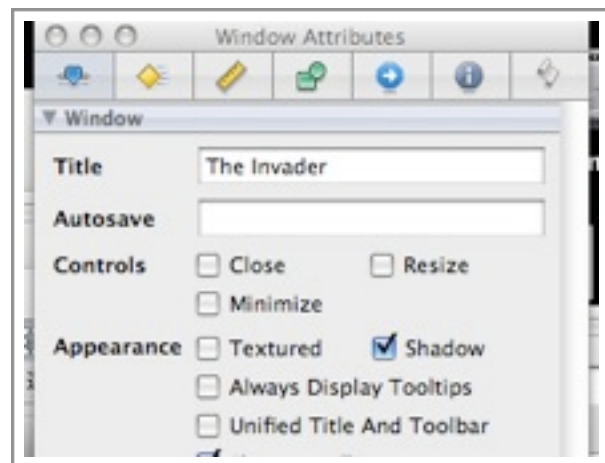 Window Attributes
Window
Title The Invader
Autosave
Controls Close Resize
Minimize
Appearance Textured Shadow
Always Display Tooltips
Unified Title And Toolbar